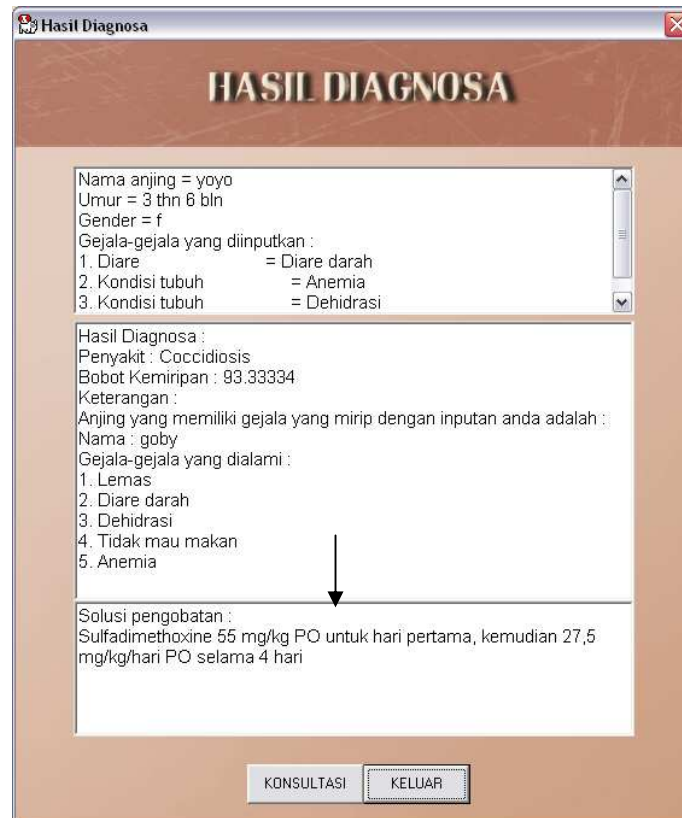 Hasil Diagnosa
HASIL DIAGNOSA
Nama anjing = yoyo
Umur = 3 thn 6 bln
Gender = f
Gejala-gejala yang diinputkan :
1. Diare = Diare darah
2. Kondisi tubuh = Anemia
3. Kondisi tubuh = Dehidrasi
Hasil Diagnosa :
Penyakit : Coccidiosis
Bobot Kemiripan : 93.33334
Keterangan :
Anjing yang memiliki gejala yang mirip dengan inputan anda adalah :
Nama : goby
Gejala-gejala yang dialami :
1. Lemas
2. Diare darah
3. Dehidrasi
4. Tidak mau makan
5. Anemia
Solusi pengobatan :
Sulfadimethoxine 55 mg/kg PO untuk hari pertama, kemudian 27,5
mg/kg/hari PO selama 4 hari
KONSULTASI KELUAR